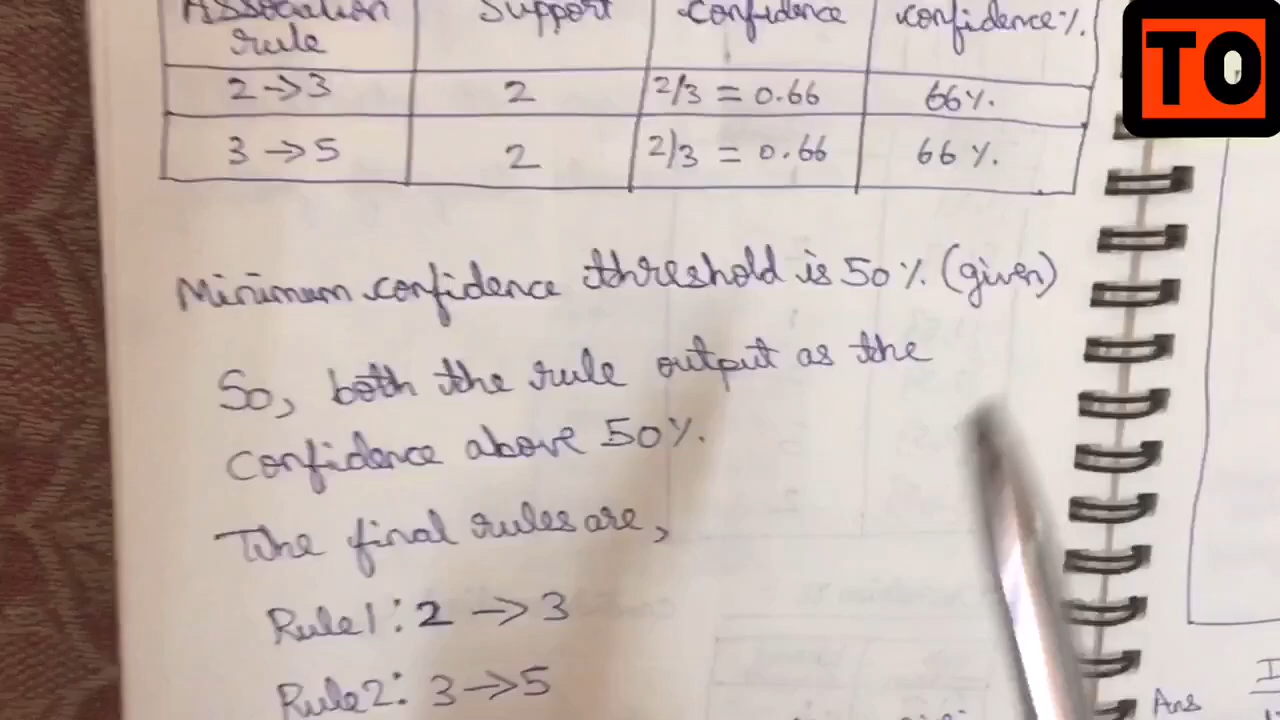 Association Support Confidence confidence%
rule
2->3 2 2/3 = 0.66 66%
3->5 2 2/3 = 0.66 66%
Minimum confidence threshold is 50% (given)
So, both the rule output as the
confidence above 50%.
The final rules are,
Rule1: 2->3
Rule2: 3->5
TO
Ans